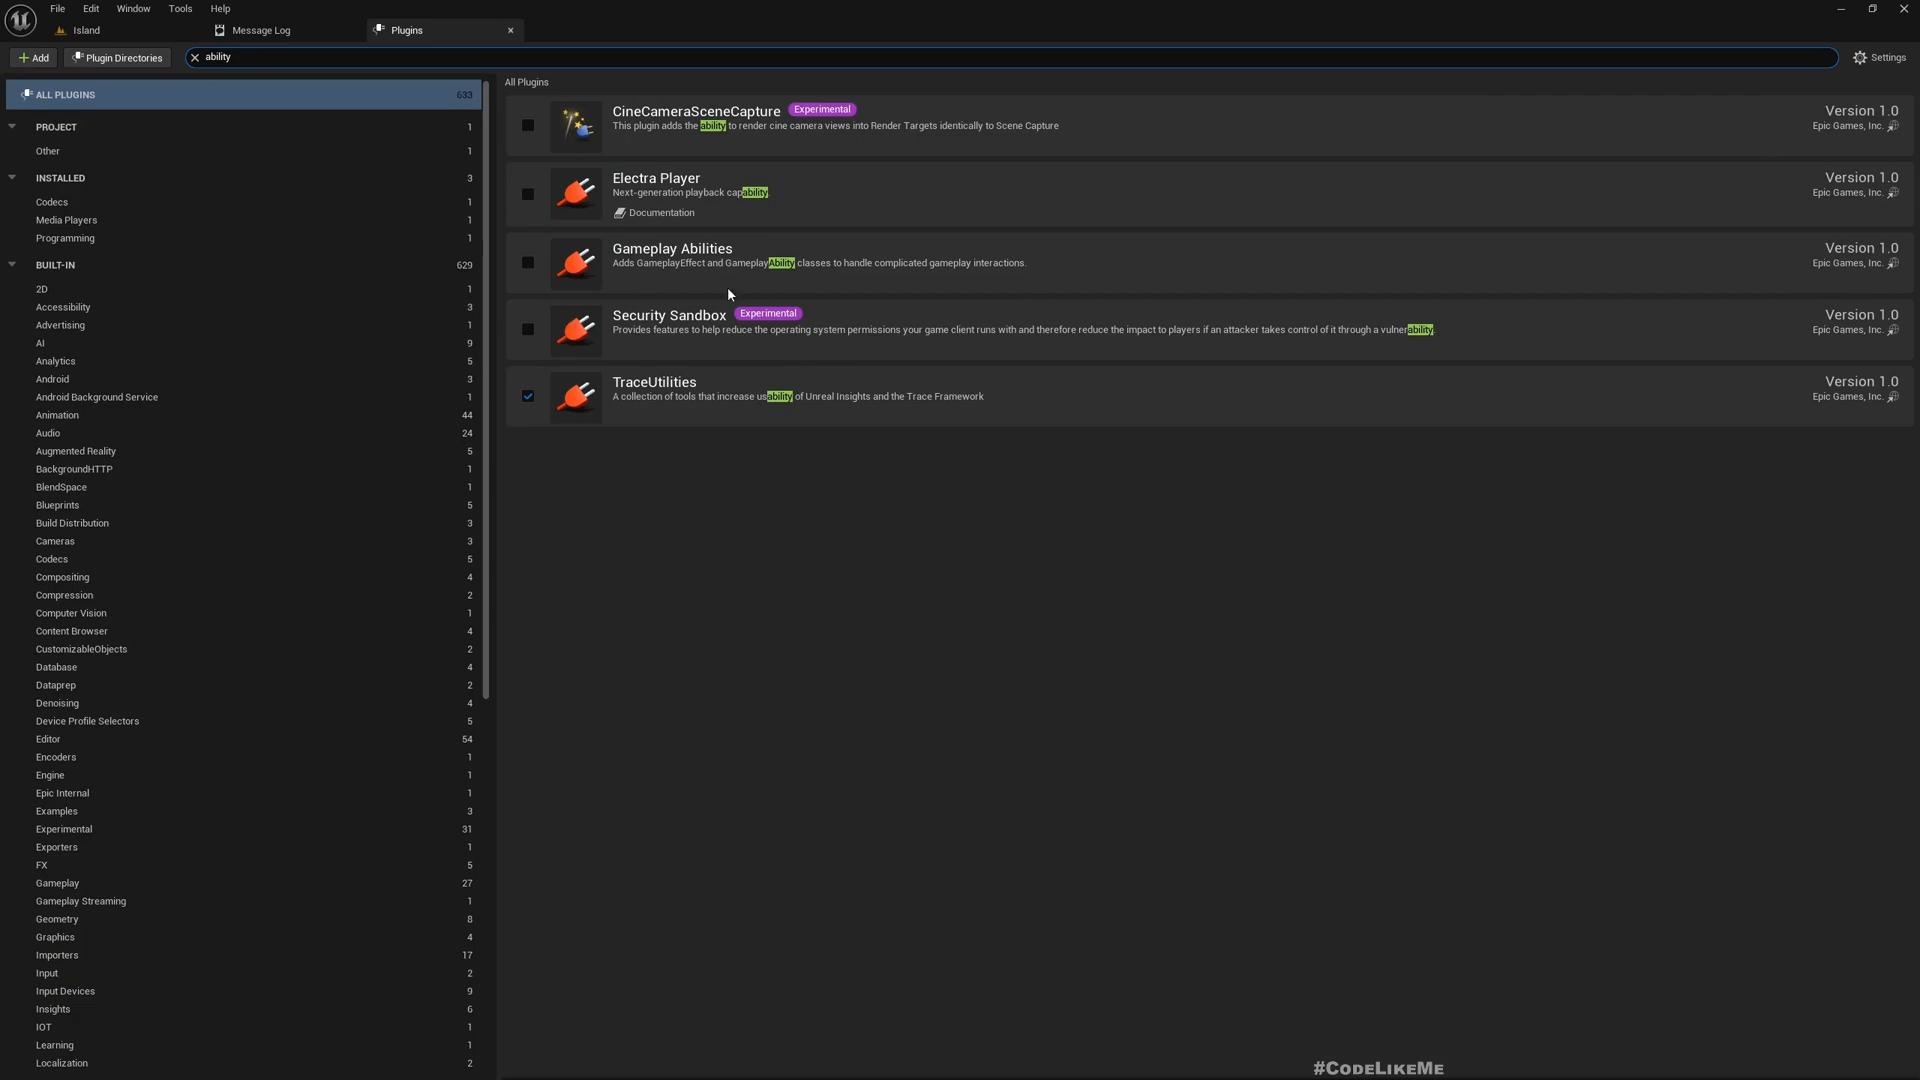 File Edit Window Tools Help
Island Message Log Plugins
Add Plugin Directories ability Settings
ALL PLUGINS 633
PROJECT 1
Other 1
INSTALLED 3
Codecs 1
Media Players 1
Programming 1
BUILT-IN 629
2D 1
Accessibility 3
Advertising 1
AI 9
Analytics 5
Android 3
Android Background Service 1
Animation 44
Audio 24
Augmented Reality 5
BackgroundHTTP 1
BlendSpace 1
Blueprints 5
Build Distribution 3
Cameras 3
Codecs 5
Compositing 4
Compression 2
Computer Vision 1
Content Browser 4
CustomizableObjects 2
Database 4
Dataprep 2
Denoising 4
Device Profile Selectors 5
Editor 54
Encoders 1
Engine 1
Epic Internal 1
Examples 3
Experimental 31
Exporters 1
FX 5
Gameplay 27
Gameplay Streaming 1
Geometry 8
Graphics 4
Importers 17
Input 2
Input Devices 9
Insights 6
IOT 1
Learning 1
Localization 2
All Plugins
CineCameraSceneCapture Experimental Version 1.0
This plugin adds the ability to render cine camera views into Render Targets identically to Scene Capture Epic Games, Inc.
Electra Player Version 1.0
Next-generation playback capability. Epic Games, Inc.
Documentation
Gameplay Abilities Version 1.0
Adds GameplayEffect and GameplayAbility classes to handle complicated gameplay interactions. Epic Games, Inc.
Security Sandbox Experimental Version 1.0
Provides features to help reduce the operating system permissions your game client runs with and therefore reduce the impact to players if an attacker takes control of it through a vulnerability. Epic Games, Inc.
TraceUtilities Version 1.0
A collection of tools that increase usability of Unreal Insights and the Trace Framework Epic Games, Inc.
#CodeLikeMe